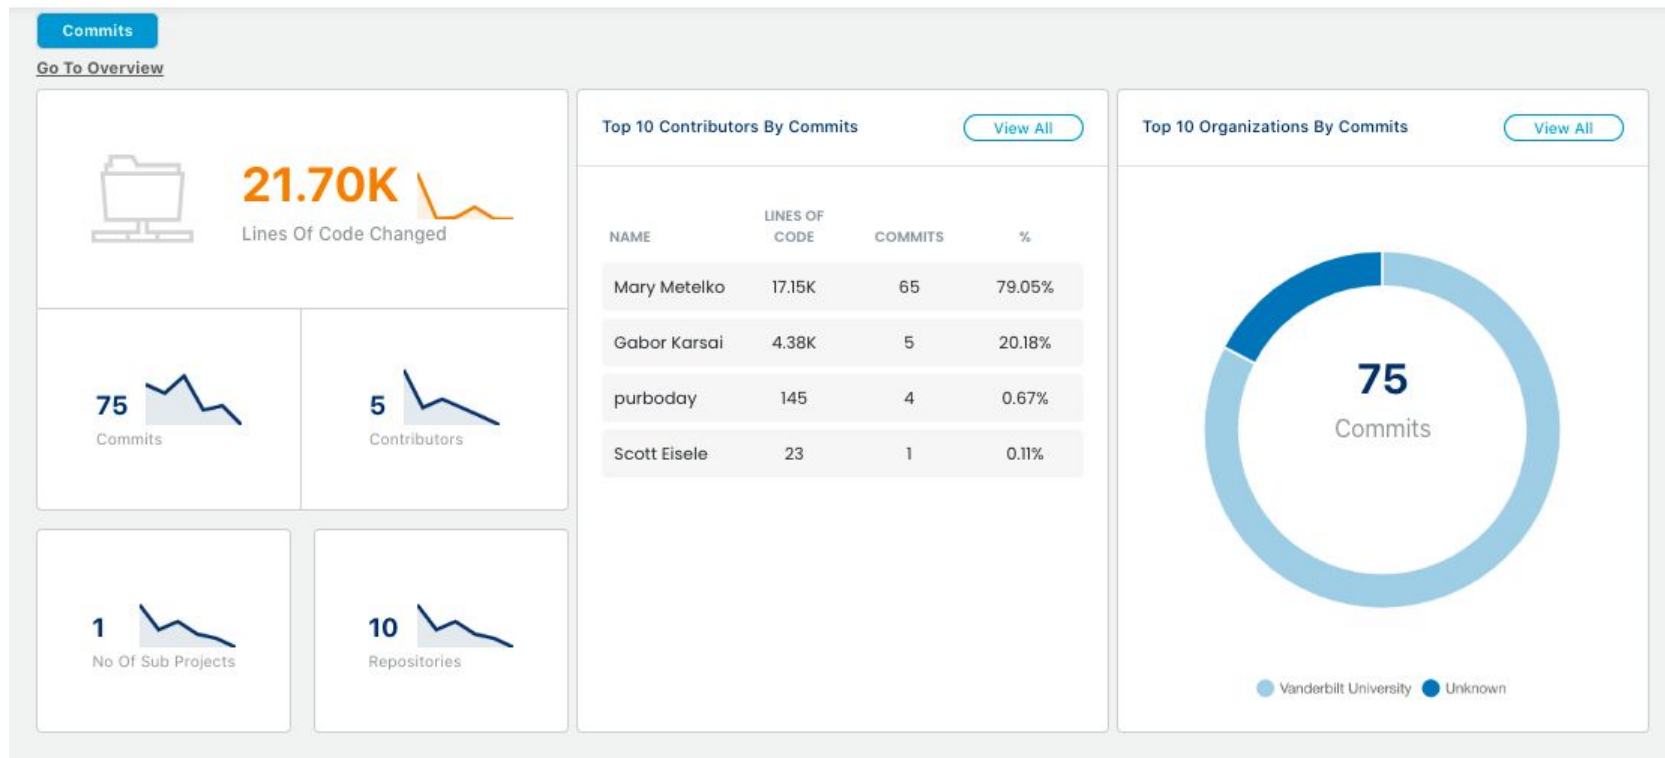 Commits
Go To Overview
21.70K
Lines Of Code Changed
75
Commits
5
Contributors
1
No Of Sub Projects
10
Repositories
Top 10 Contributors By Commits
View All
NAME LINES OF CODE COMMITS %
Mary Metelko 17.15K 65 79.05%
Gabor Karsai 4.38K 5 20.18%
purboday 145 4 0.67%
Scott Eisele 23 1 0.11%
Top 10 Organizations By Commits
View All
75
Commits
Vanderbilt University Unknown